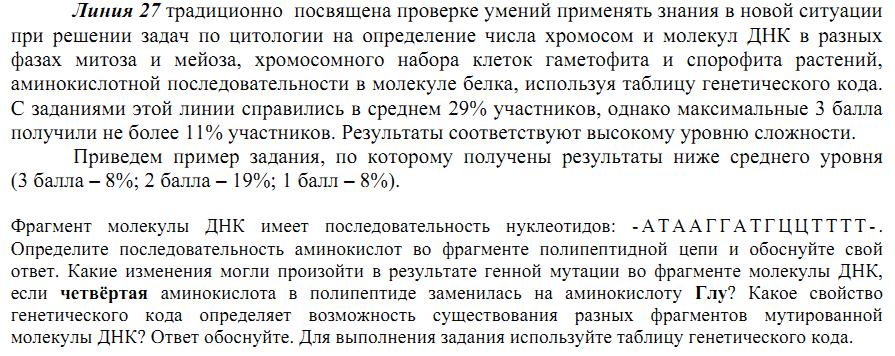 Линия 27 традиционно посвящена проверке умений применять знания в новой ситуации
при решении задач по цитологии на определение числа хромосом и молекул ДНК в разных
фазах митоза и мейоза, хромосомного набора клеток гаметофита и спорофита растений,
аминокислотной последовательности в молекуле белка, используя таблицу генетического кода.
С заданиями этой линии справились в среднем 29% участников, однако максимальные 3 балла
получили не более 11% участников. Результаты соответствуют высокому уровню сложности.
Приведем пример задания, по которому получены результаты ниже среднего уровня
(3 балла – 8%; 2 балла – 19%; 1 балл – 8%).
Фрагмент молекулы ДНК имеет последовательность нуклеотидов: -АТААГГАТГЦЦТТТТ-.
Определите последовательность аминокислот во фрагменте полипептидной цепи и обоснуйте свой
ответ. Какие изменения могли произойти в результате генной мутации во фрагменте молекулы ДНК,
если четвёртая аминокислота в полипептиде заменилась на аминокислоту Глу? Какое свойство
генетического кода определяет возможность существования разных фрагментов мутированной
молекулы ДНК? Ответ обоснуйте. Для выполнения задания используйте таблицу генетического кода.